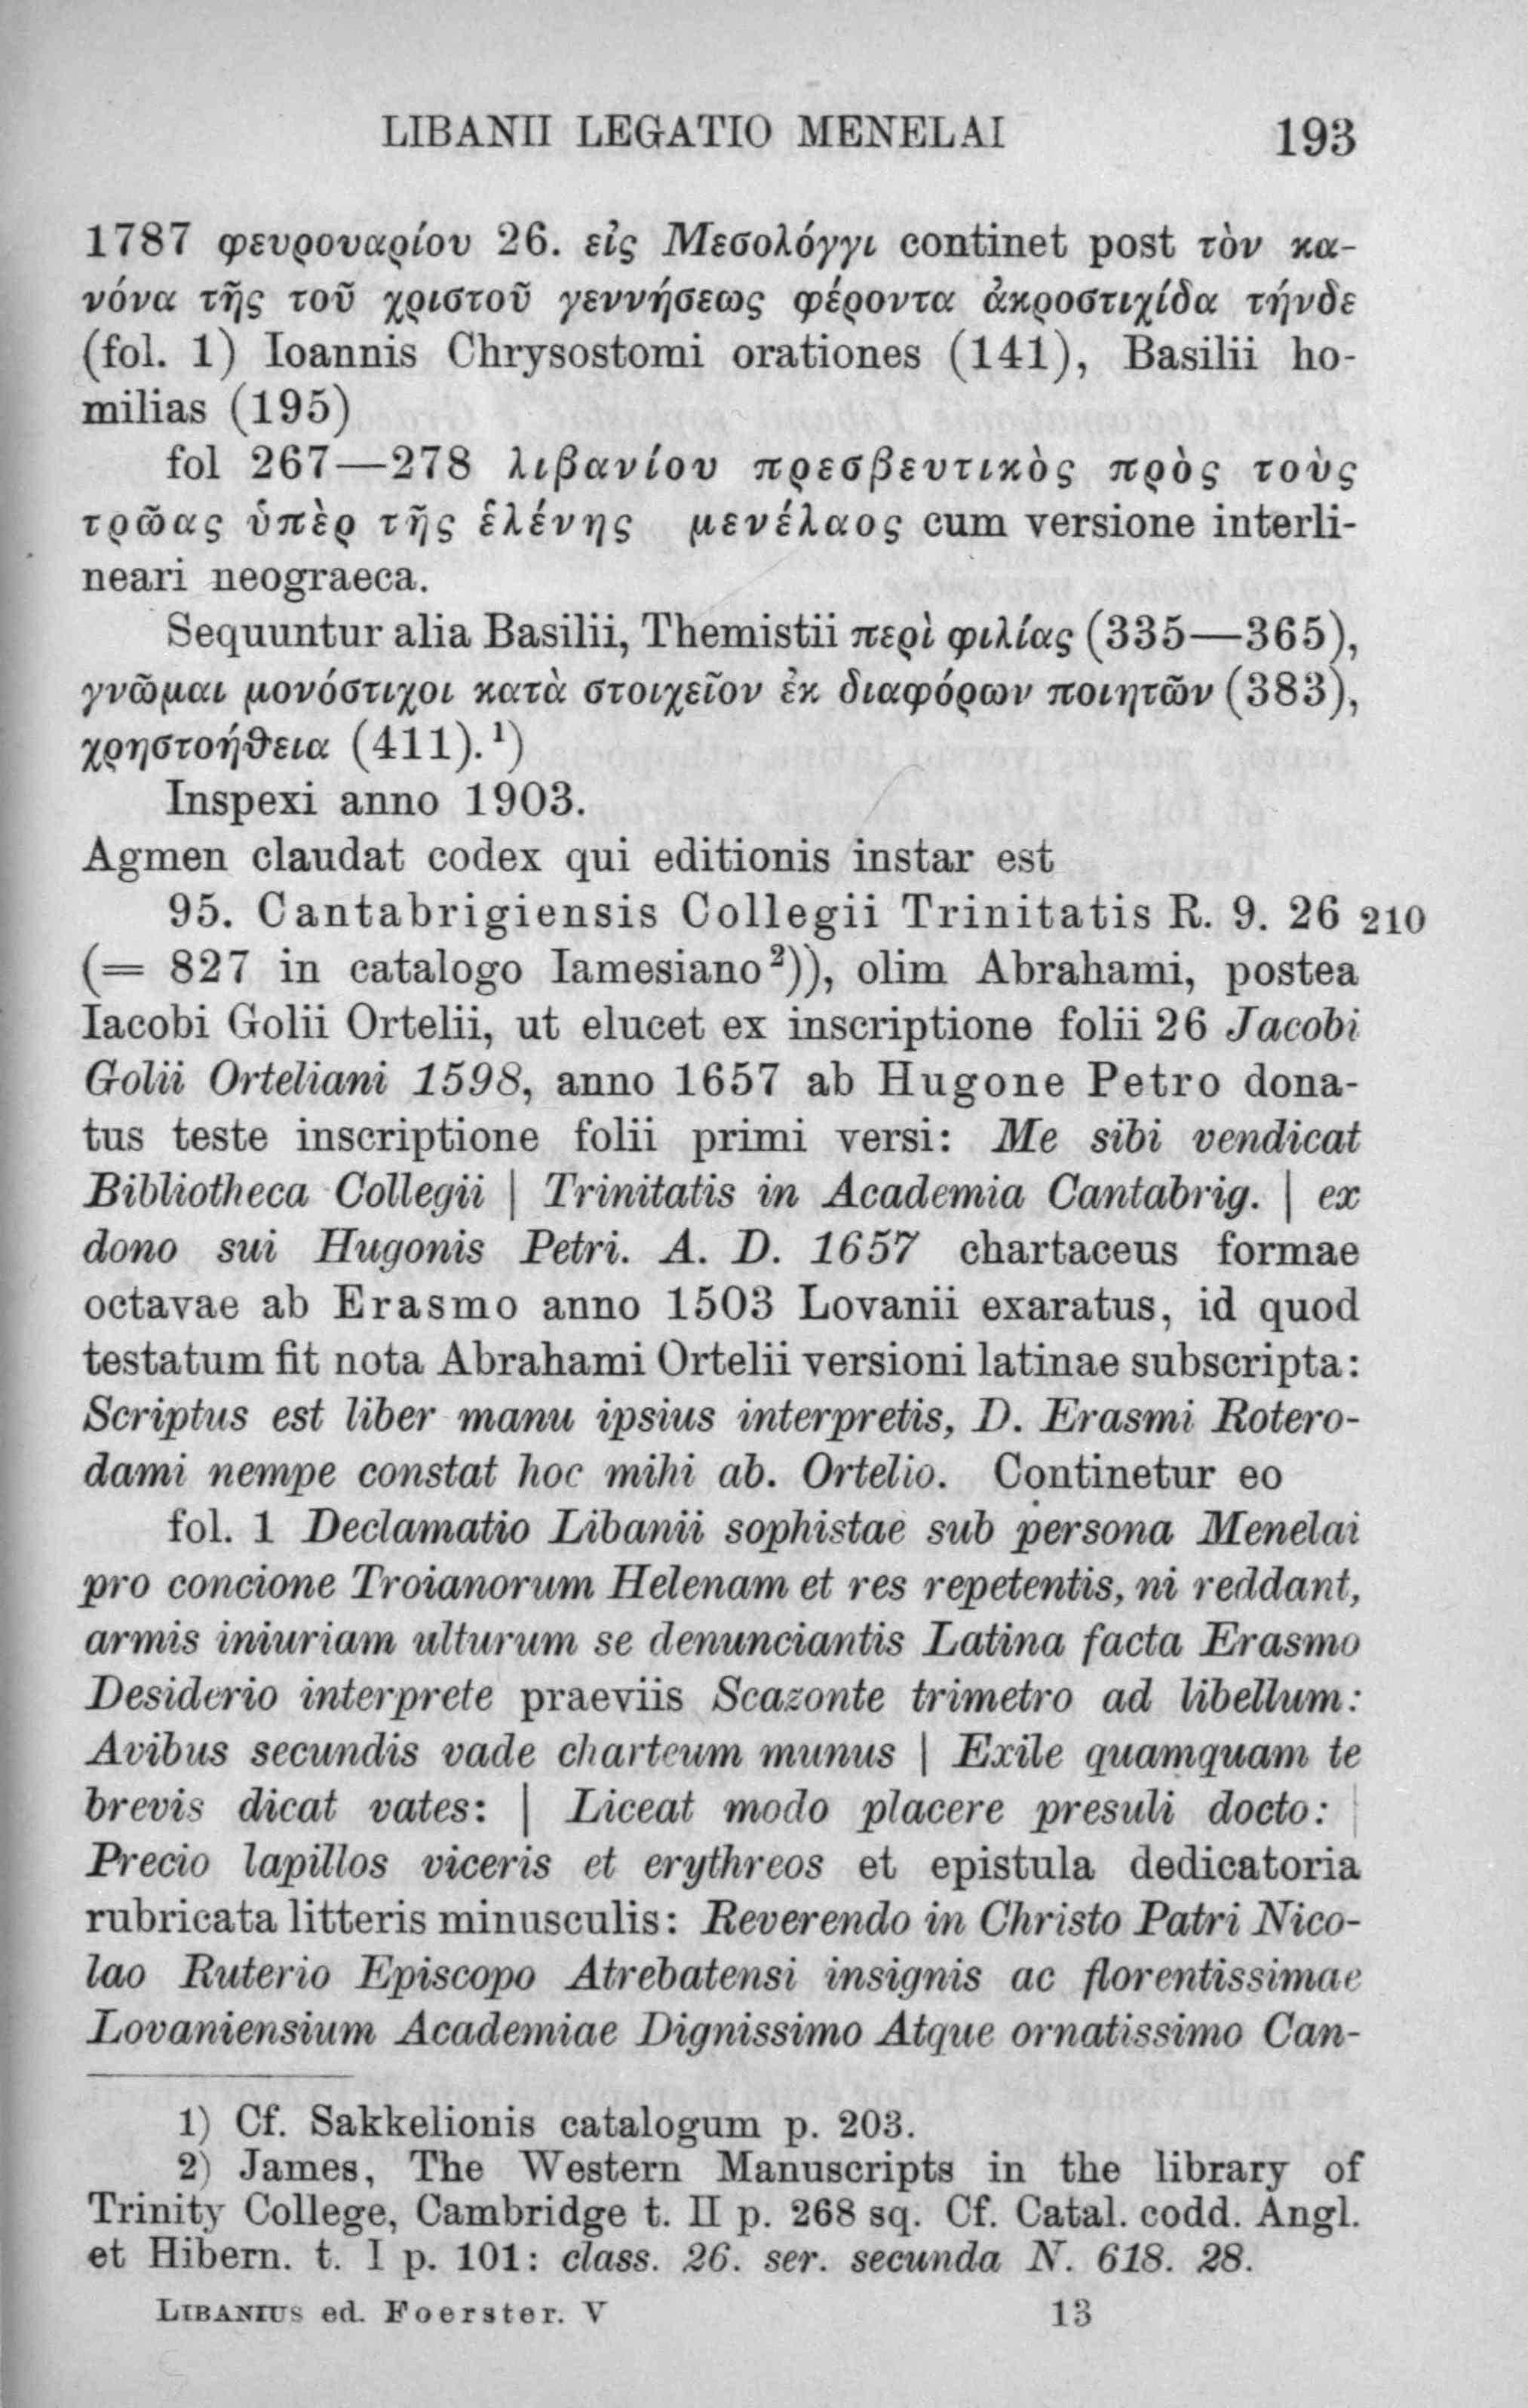 LIBANII LEGATIO MENELAI 193
1787 φευρουαρίου 26. εἰς Μεσολόγγι continet post τὸν κα-
νόνα τῆς τοῦ χριστοῦ γεννήσεως φέροντα ἀκροστιχίδα τήνδε
(fol. 1) Ioannis Chrysostomi orationes (141), Basilii ho-
milias (195)
fol 267—278 λιβανίου πρεσβευτικὸς πρὸς τοὺς
τρῶας ὑπὲρ τῆς ἑλένης μενέλαος cum versione interli-
neari neograeca.
Sequuntur alia Basilii, Themistii περὶ φιλίας (335—365),
γνῶμαι μονόστιχοι κατὰ στοιχεῖον ἐκ διαφόρων ποιητῶν (383),
χρηστοήθεια (411).¹)
Inspexi anno 1903.
Agmen claudat codex qui editionis instar est
95. Cantabrigiensis Collegii Trinitatis R. 9. 26 210
(= 827 in catalogo Iamesiano²)), olim Abrahami, postea
Iacobi Golii Ortelii, ut elucet ex inscriptione folii 26 Jacobi
Golii Orteliani 1598, anno 1657 ab Hugone Petro dona-
tus teste inscriptione folii primi versi: Me sibi vendicat
Bibliotheca Collegii | Trinitatis in Academia Cantabrig. | ex
dono sui Hugonis Petri. A. D. 1657 chartaceus formae
octavae ab Erasmo anno 1503 Lovanii exaratus, id quod
testatum fit nota Abrahami Ortelii versioni latinae subscripta:
Scriptus est liber manu ipsius interpretis, D. Erasmi Rotero-
dami nempe constat hoc mihi ab. Ortelio. Continetur eo
fol. 1 Declamatio Libanii sophistae sub persona Menelai
pro concione Troianorum Helenam et res repetentis, ni reddant,
armis iniuriam ulturum se denunciantis Latina facta Erasmo
Desiderio interprete praeviis Scazonte trimetro ad libellum:
Avibus secundis vade charteum munus | Exile quamquam te
brevis dicat vates: | Liceat modo placere presuli docto: |
Precio lapillos viceris et erythreos et epistula dedicatoria
rubricata litteris minusculis: Reverendo in Christo Patri Nico-
lao Ruterio Episcopo Atrebatensi insignis ac florentissimae
Lovaniensium Academiae Dignissimo Atque ornatissimo Can-
1) Cf. Sakkelionis catalogum p. 203.
2) James, The Western Manuscripts in the library of
Trinity College, Cambridge t. II p. 268 sq. Cf. Catal. codd. Angl.
et Hibern. t. I p. 101: class. 26. ser. secunda N. 618. 28.
LIBANIUS ed. Foerster. V 13